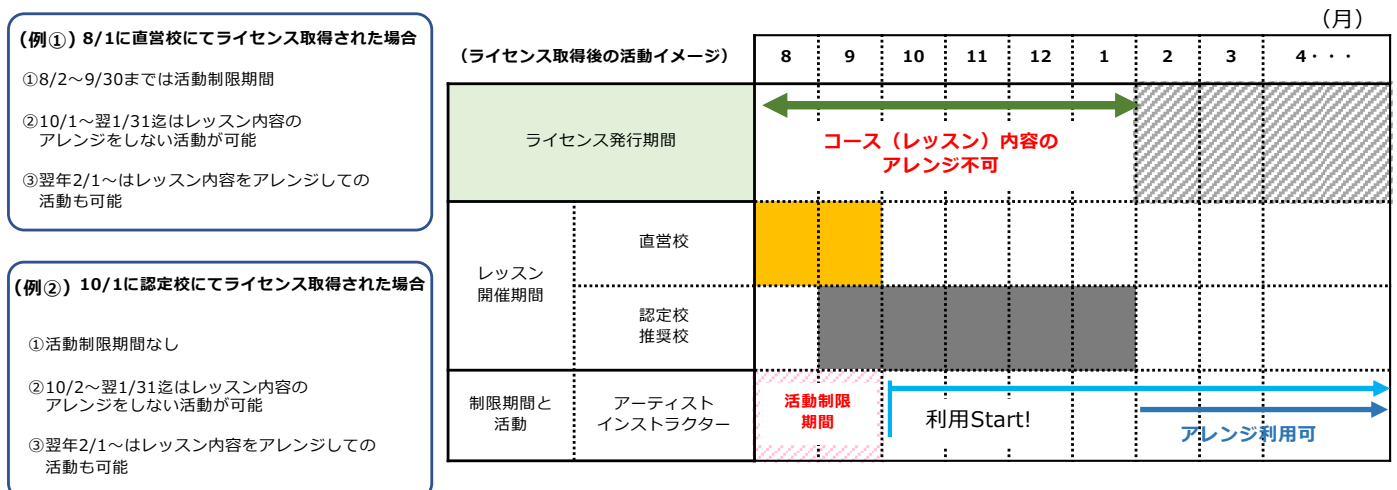 (例①) 8/1に直営校にてライセンス取得された場合
①8/2～9/30までは活動制限期間
②10/1～翌1/31迄はレッスン内容の
アレンジをしない活動が可能
③翌年2/1～はレッスン内容をアレンジしての
活動も可能
(例②) 10/1に認定校にてライセンス取得された場合
①活動制限期間なし
②10/2～翌1/31迄はレッスン内容の
アレンジをしない活動が可能
③翌年2/1～はレッスン内容をアレンジしての
活動も可能
（月）
（ライセンス取得後の活動イメージ） 8 9 10 11 12 1 2 3 4・・・
ライセンス発行期間
コース（レッスン）内容の
アレンジ不可
レッスン
開催期間
直営校
認定校
推奨校
制限期間と
活動
アーティスト
インストラクター
活動制限
期間
利用Start!
アレンジ利用可